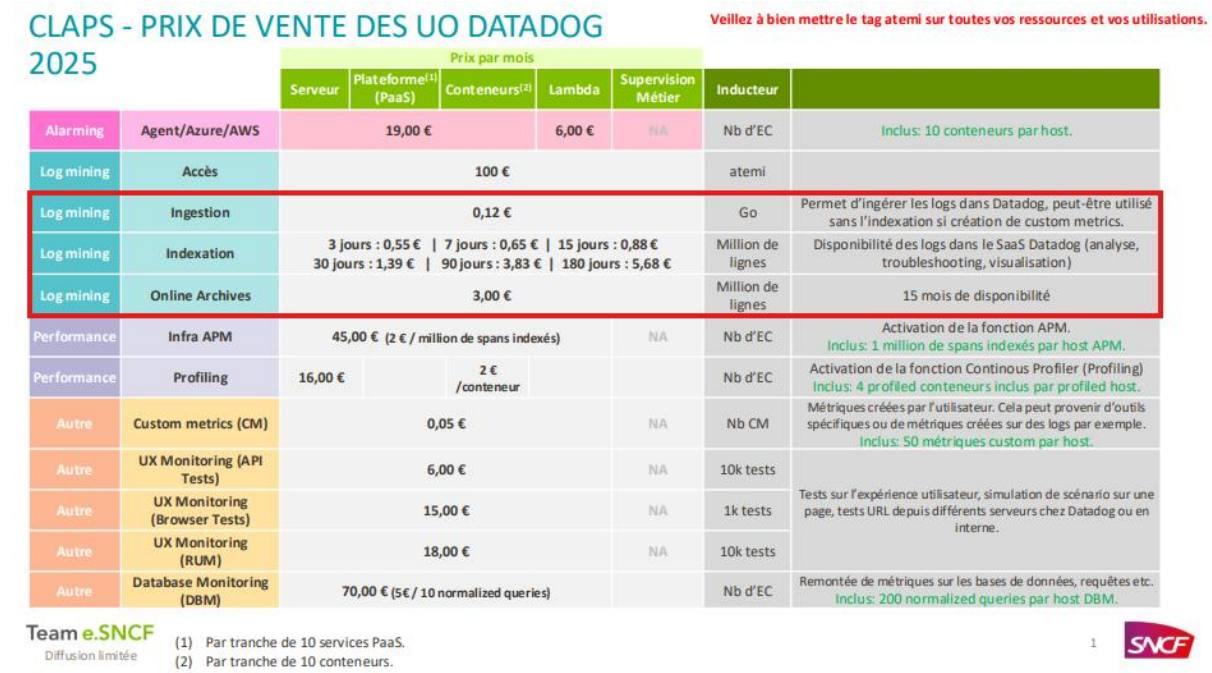 CLAPS - PRIX DE VENTE DES UO DATADOG
2025
Veillez à bien mettre le tag atemi sur toutes vos ressources et vos utilisations.
Prix par mois
Serveur Plateforme(1) (PaaS) Conteneurs(2) Lambda Supervision Métier Inducteur
Alarming Agent/Azure/AWS 19,00 € 6,00 € NA Nb d'EC Inclus: 10 conteneurs par host.
Log mining Accès 100 € atemi
Log mining Ingestion 0,12 € Go Permet d'ingérer les logs dans Datadog, peut-être utilisé
sans l'indexation si création de custom metrics.
Log mining Indexation 3 jours : 0,55 € | 7 jours : 0,65 € | 15 jours : 0,88 €
30 jours : 1,39 € | 90 jours : 3,83 € | 180 jours : 5,68 €
Million de lignes
Disponibilité des logs dans le SaaS Datadog (analyse,
troubleshooting, visualisation)
Log mining Online Archives 3,00 € Million de lignes 15 mois de disponibilité
Performance Infra APM 45,00 € (2 € / million de spans indexés) NA Nb d'EC Activation de la fonction APM.
Inclus: 1 million de spans indexés par host APM.
Performance Profiling 16,00 € 2 € /conteneur Nb d'EC Activation de la fonction Continous Profiler (Profiling)
Inclus: 4 profiled conteneurs inclus par profiled host.
Autre Custom metrics (CM) 0,05 € NA Nb CM Métriques créées par l'utilisateur. Cela peut provenir d'outils
spécifiques ou de métriques créées sur des logs par exemple.
Inclus: 50 métriques custom par host.
Autre UX Monitoring (API Tests) 6,00 € NA 10k tests
Autre UX Monitoring (Browser Tests) 15,00 € NA 1k tests
Tests sur l'expérience utilisateur, simulation de scénario sur une
page, tests URL depuis différents serveurs chez Datadog ou en
interne.
Autre UX Monitoring (RUM) 18,00 € NA 10k tests
Autre Database Monitoring (DBM) 70,00 € (5€ / 10 normalized queries) Nb d'EC Remontée de métriques sur les bases de données, requêtes etc.
Inclus: 200 normalized queries par host DBM.
Team e.SNCF
Diffusion limitée
(1) Par tranche de 10 services PaaS.
(2) Par tranche de 10 conteneurs.
1
SNCF